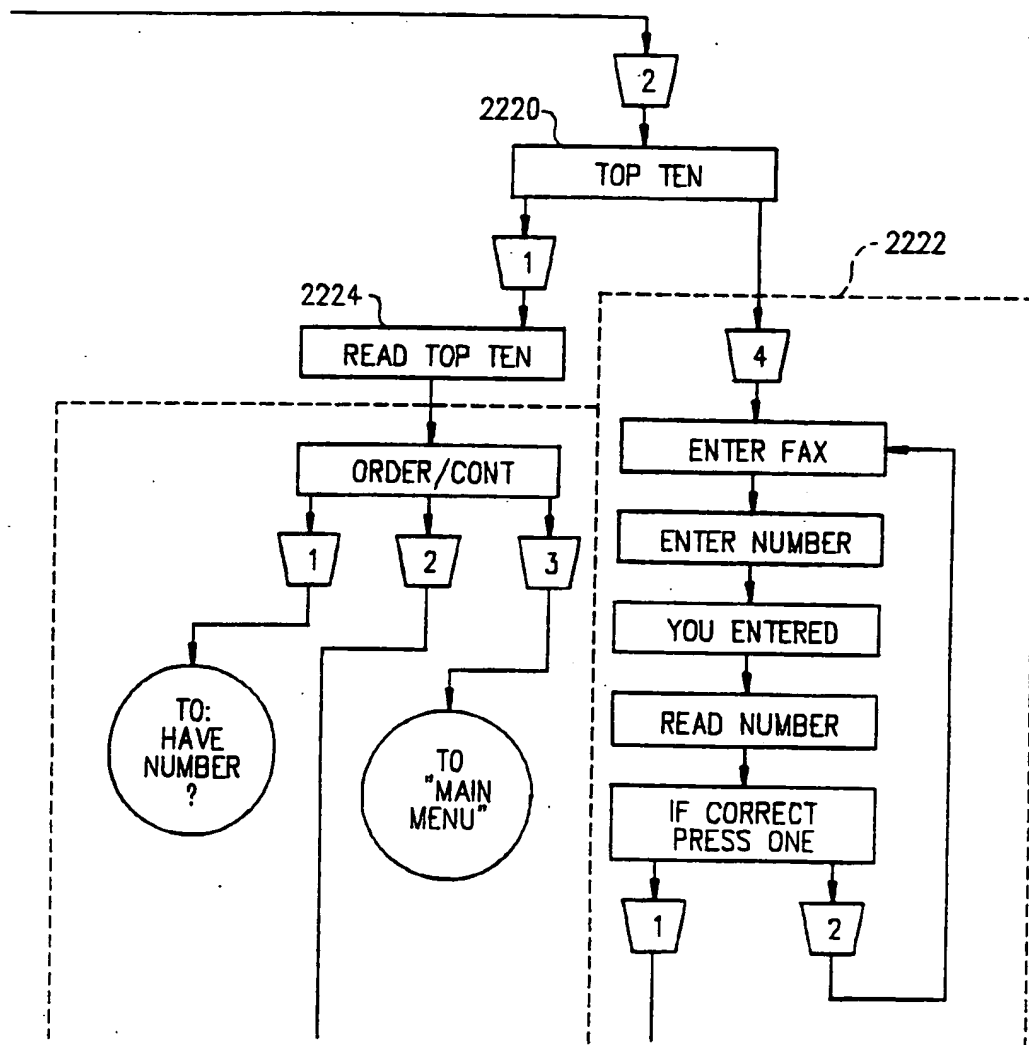 2
2220
TOP TEN
1
2222
2224
READ TOP TEN
4
ORDER/CONT
ENTER FAX
1
2
3
ENTER NUMBER
YOU ENTERED
TO:
HAVE
NUMBER
?
TO
"MAIN
MENU"
READ NUMBER
IF CORRECT
PRESS ONE
1
2